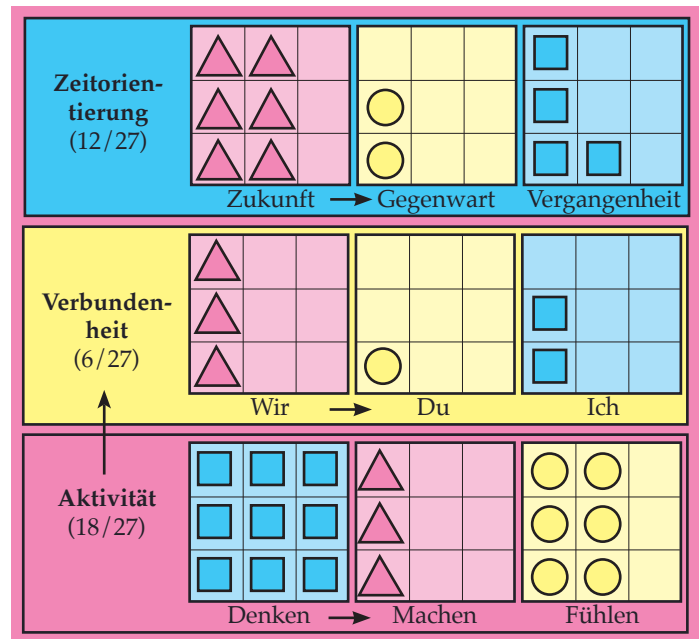 Zeitorien-
tierung
(12/27)
Zukunft → Gegenwart Vergangenheit
Verbunden-
heit
(6/27)
Wir → Du Ich
Aktivität
(18/27)
Denken → Machen Fühlen